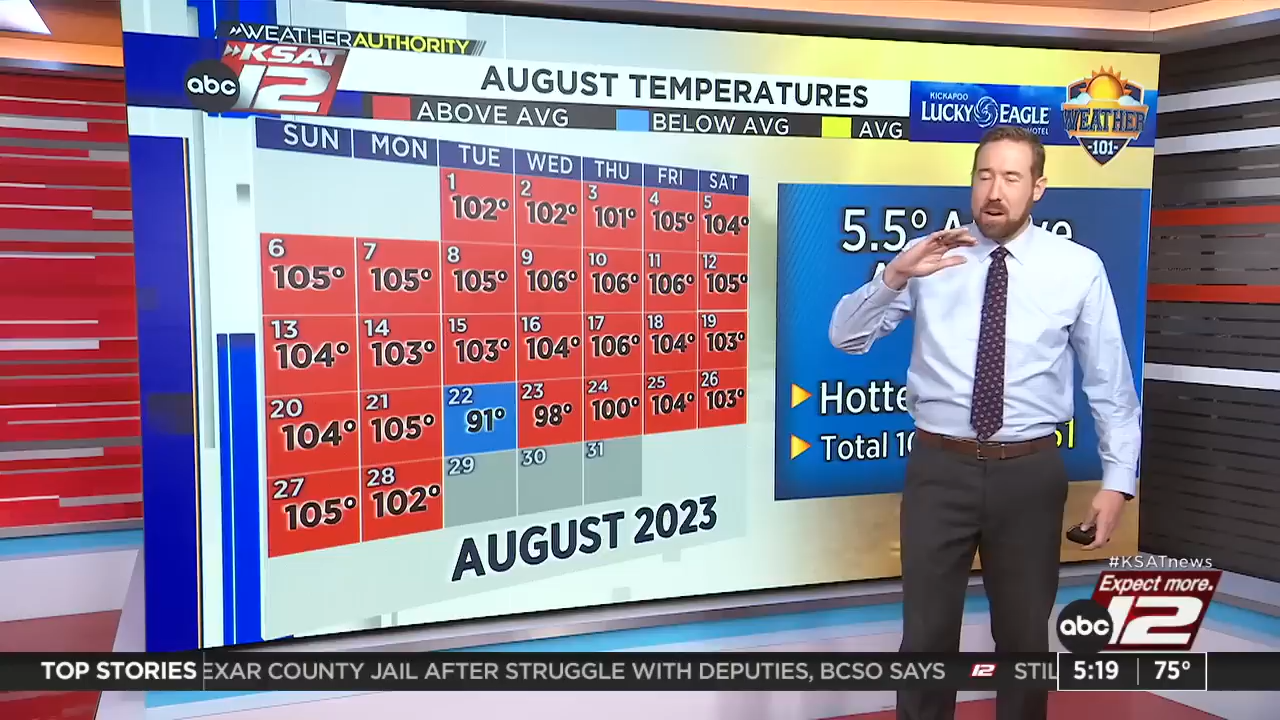 »WEATHERAUTHORITY
»KSAT
abc 12
AUGUST TEMPERATURES
KICKAPOO
LUCKY EAGLE
HOTEL
WEATHER
-101-
ABOVE AVG
BELOW AVG
AVG
SUN MON TUE WED THU FRI SAT
1 2 3 4 5
102° 102° 101° 105° 104°
6 7 8 9 10 11 12
105° 105° 105° 106° 106° 106° 105°
13 14 15 16 17 18 19
104° 103° 103° 104° 106° 104° 103°
20 21 22 23 24 25 26
104° 105° 91° 98° 100° 104° 103°
27 28 29 30 31
105° 102°
AUGUST 2023
5.5°
Hotte
Total 10
#KSATnews
Expect more.
abc 12
TOP STORIES EXAR COUNTY JAIL AFTER STRUGGLE WITH DEPUTIES, BCSO SAYS 12 STIL 5:19 75°